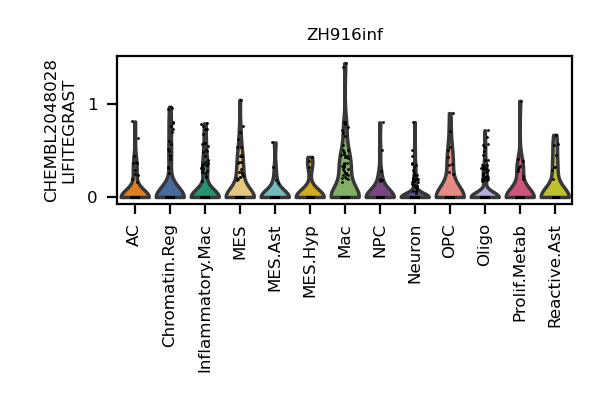 ZH916inf
CHEMBL2048028
LIFITEGRAST
1
0
AC
Chromatin.Reg
Inflammatory.Mac
MES
MES.Ast
MES.Hyp
Mac
NPC
Neuron
OPC
Oligo
Prolif.Metab
Reactive.Ast